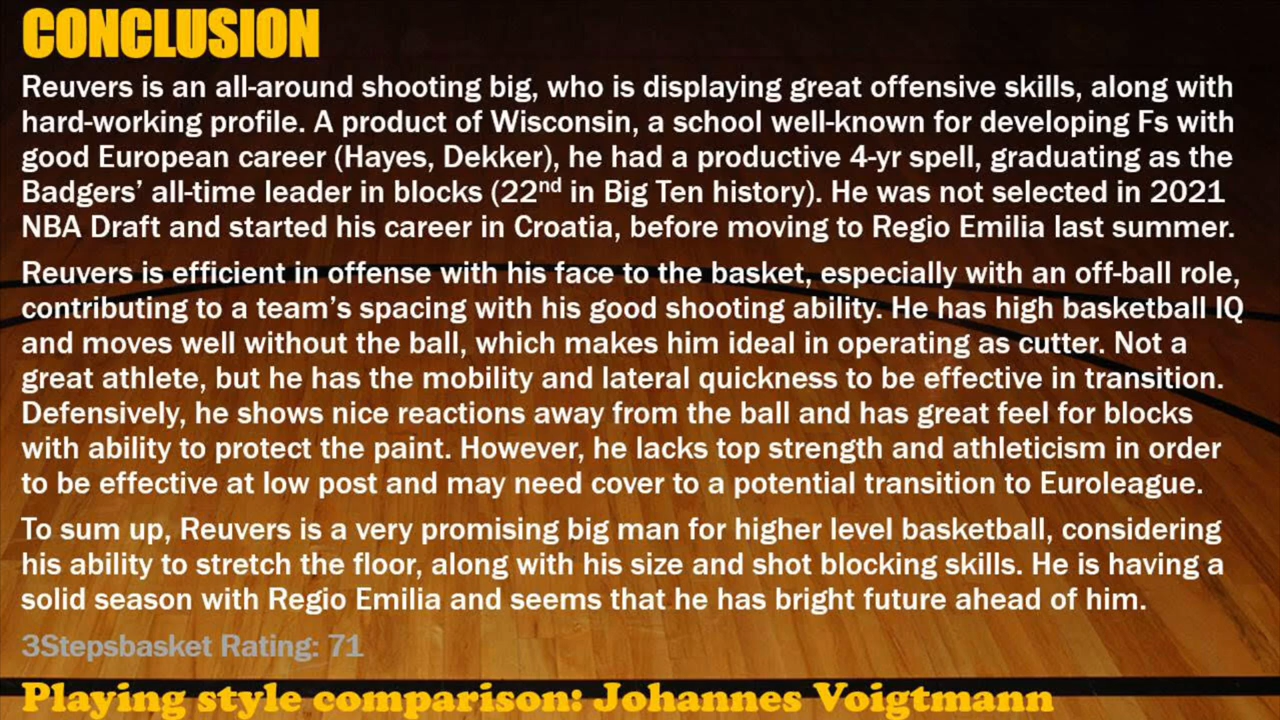 CONCLUSION
Reuvers is an all-around shooting big, who is displaying great offensive skills, along with
hard-working profile. A product of Wisconsin, a school well-known for developing Fs with
good European career (Hayes, Dekker), he had a productive 4-yr spell, graduating as the
Badgers’ all-time leader in blocks (22nd in Big Ten history). He was not selected in 2021
NBA Draft and started his career in Croatia, before moving to Regio Emilia last summer.
Reuvers is efficient in offense with his face to the basket, especially with an off-ball role,
contributing to a team’s spacing with his good shooting ability. He has high basketball IQ
and moves well without the ball, which makes him ideal in operating as cutter. Not a
great athlete, but he has the mobility and lateral quickness to be effective in transition.
Defensively, he shows nice reactions away from the ball and has great feel for blocks
with ability to protect the paint. However, he lacks top strength and athleticism in order
to be effective at low post and may need cover to a potential transition to Euroleague.
To sum up, Reuvers is a very promising big man for higher level basketball, considering
his ability to stretch the floor, along with his size and shot blocking skills. He is having a
solid season with Regio Emilia and seems that he has bright future ahead of him.
3Stepsbasket Rating: 71
Playing style comparison: Johannes Voigtmann